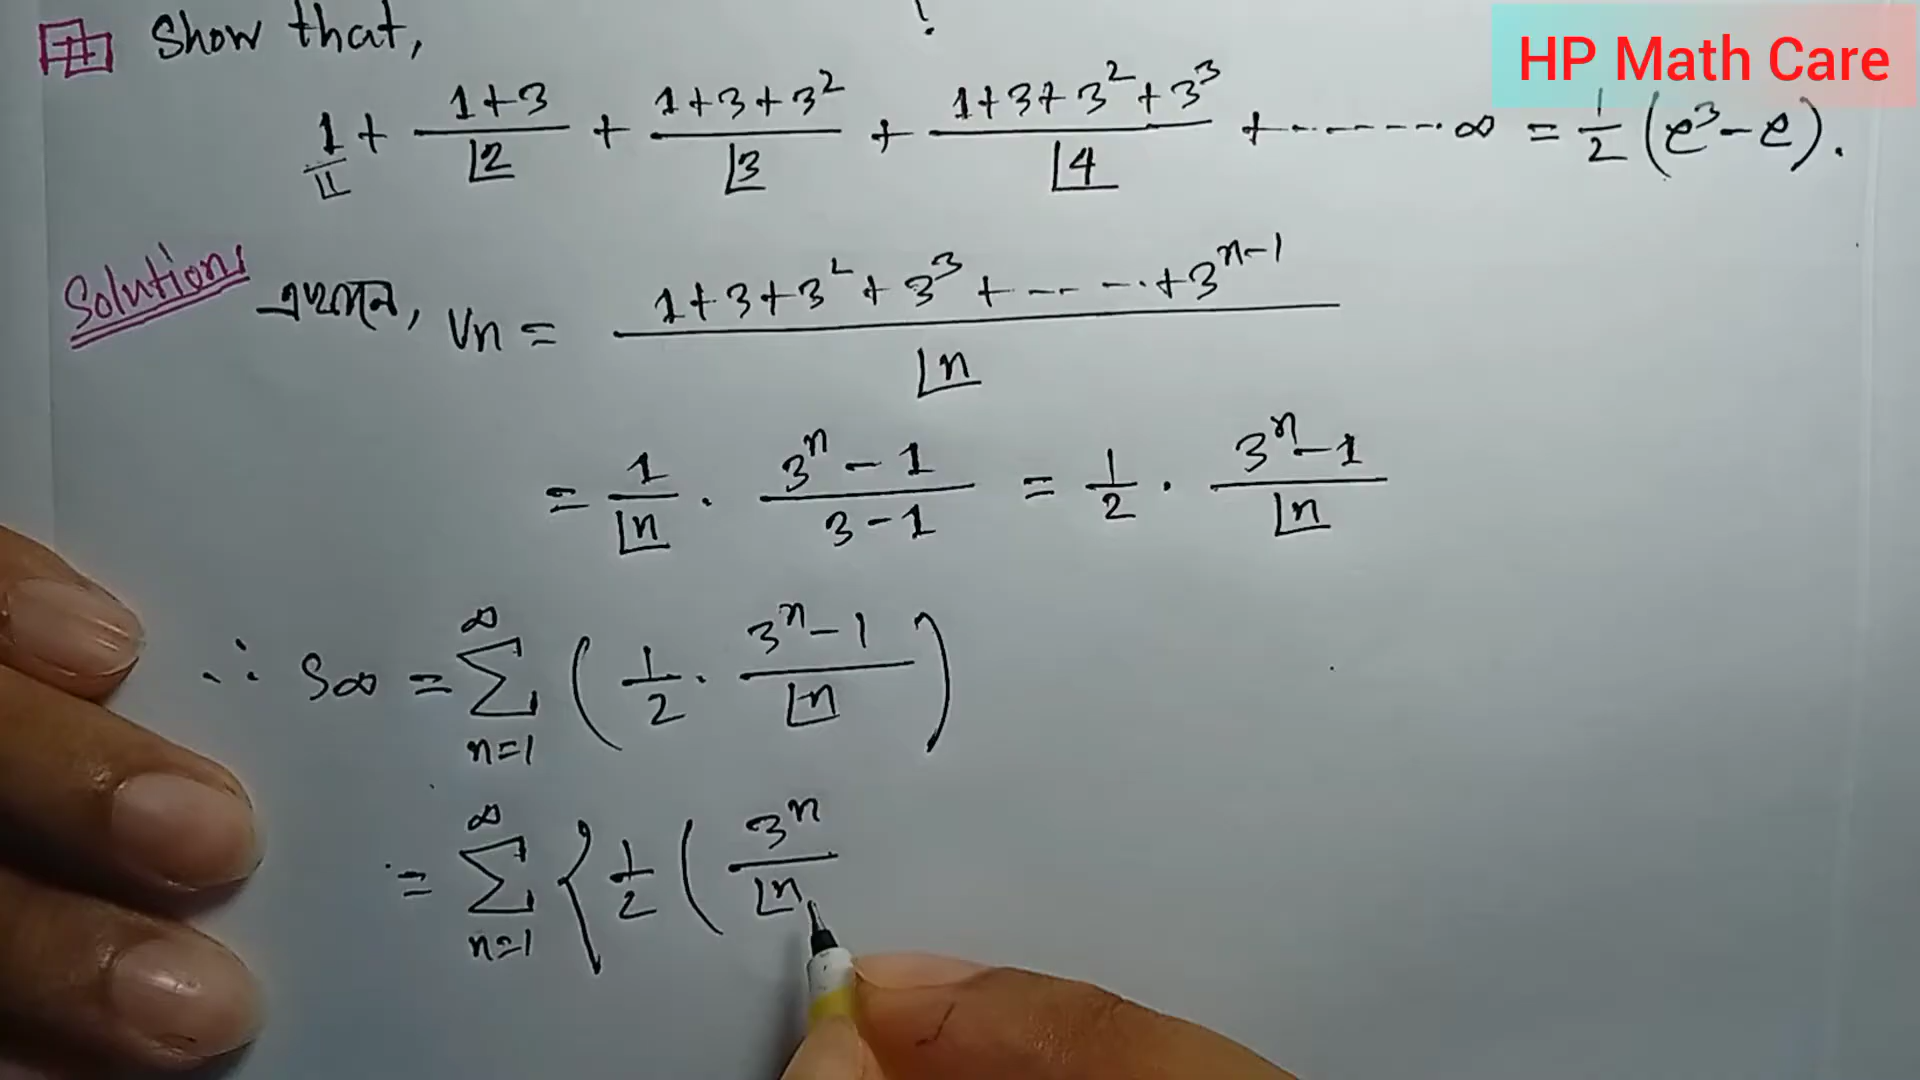 HP Math Care
Show that,
1/⌊1 + (1+3)/⌊2 + (1+3+3²)/⌊3 + (1+3+3²+3³)/⌊4 + ------- ∞ = 1/2 (e³ - e).
Solution, এখানে, Vn = (1+3+3²+3³+-----+3ⁿ⁻¹)/⌊n
= 1/⌊n · (3ⁿ-1)/(3-1) = 1/2 · (3ⁿ-1)/⌊n
∴ S∞ = ∞Σn=1 (1/2 · (3ⁿ-1)/⌊n)
= ∞Σn=1 {1/2 (3ⁿ/⌊n